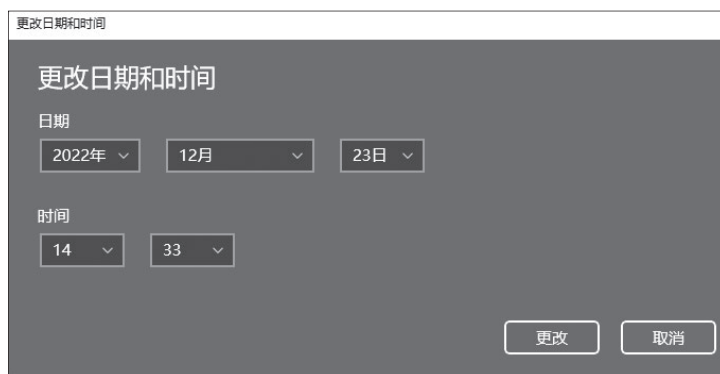 更改日期和时间
更改日期和时间
日期
2022年 12月 23日
时间
14 33
更改 取消